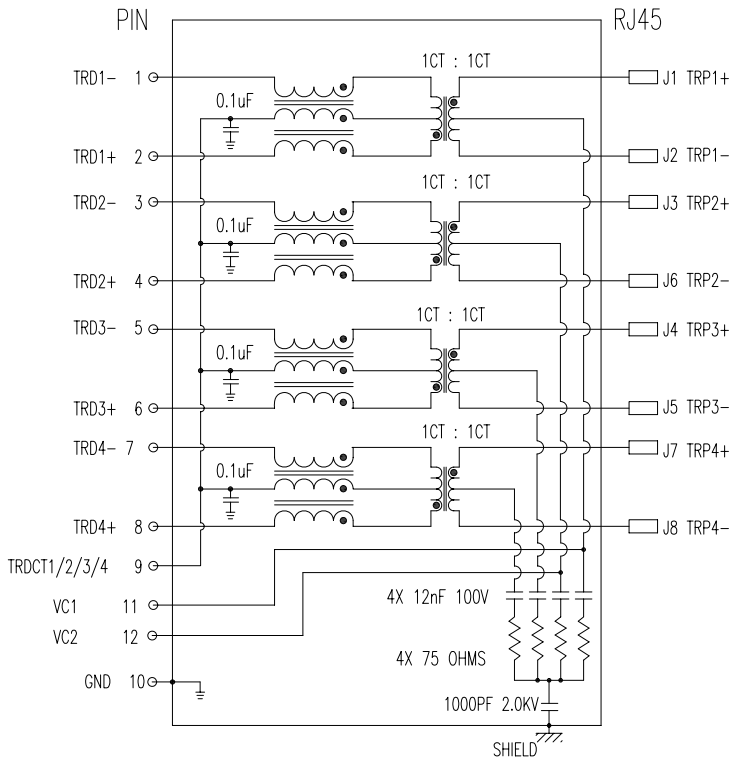 PIN RJ45
1CT : 1CT
TRD1- 1 J1 TRP1+
0.1uF
TRD1+ 2 J2 TRP1-
1CT : 1CT
TRD2- 3 J3 TRP2+
0.1uF
TRD2+ 4 J6 TRP2-
1CT : 1CT
TRD3- 5 J4 TRP3+
0.1uF
TRD3+ 6 J5 TRP3-
1CT : 1CT
TRD4- 7 J7 TRP4+
0.1uF
TRD4+ 8 J8 TRP4-
TRDCT1/2/3/4 9
4X 12nF 100V
VC1 11
VC2 12
4X 75 OHMS
GND 10
1000PF 2.0KV
SHIELD